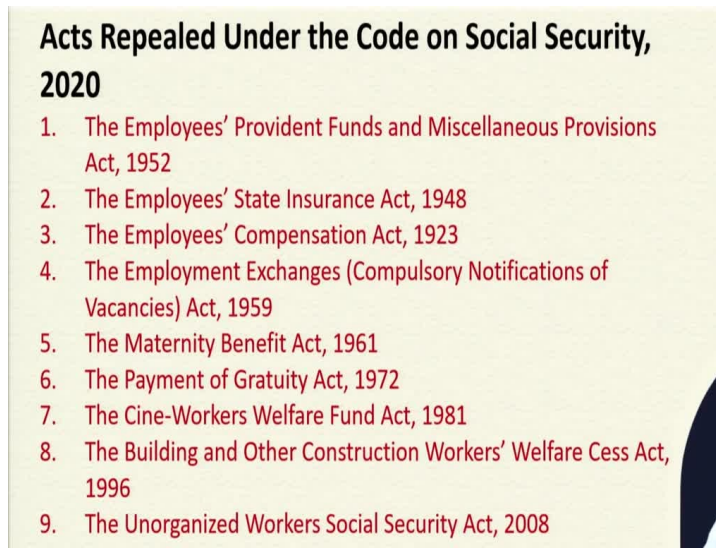 Acts Repealed Under the Code on Social Security,
2020
1. The Employees' Provident Funds and Miscellaneous Provisions
Act, 1952
2. The Employees' State Insurance Act, 1948
3. The Employees' Compensation Act, 1923
4. The Employment Exchanges (Compulsory Notifications of
Vacancies) Act, 1959
5. The Maternity Benefit Act, 1961
6. The Payment of Gratuity Act, 1972
7. The Cine-Workers Welfare Fund Act, 1981
8. The Building and Other Construction Workers' Welfare Cess Act,
1996
9. The Unorganized Workers Social Security Act, 2008